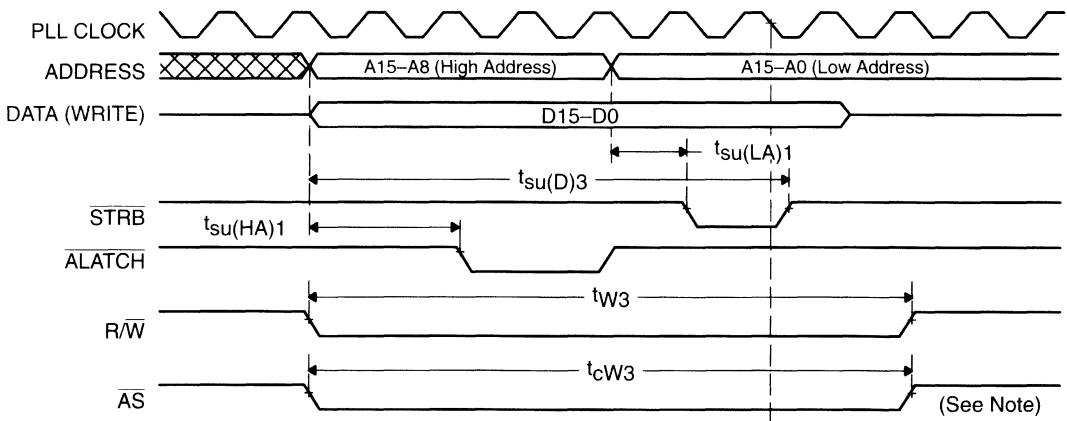 PLL CLOCK
ADDRESS
A15–A8 (High Address)
A15–A0 (Low Address)
DATA (WRITE)
D15–D0
tsu(LA)1
tsu(D)3
STRB
tsu(HA)1
ALATCH
tW3
R/W
tcW3
AS
(See Note)